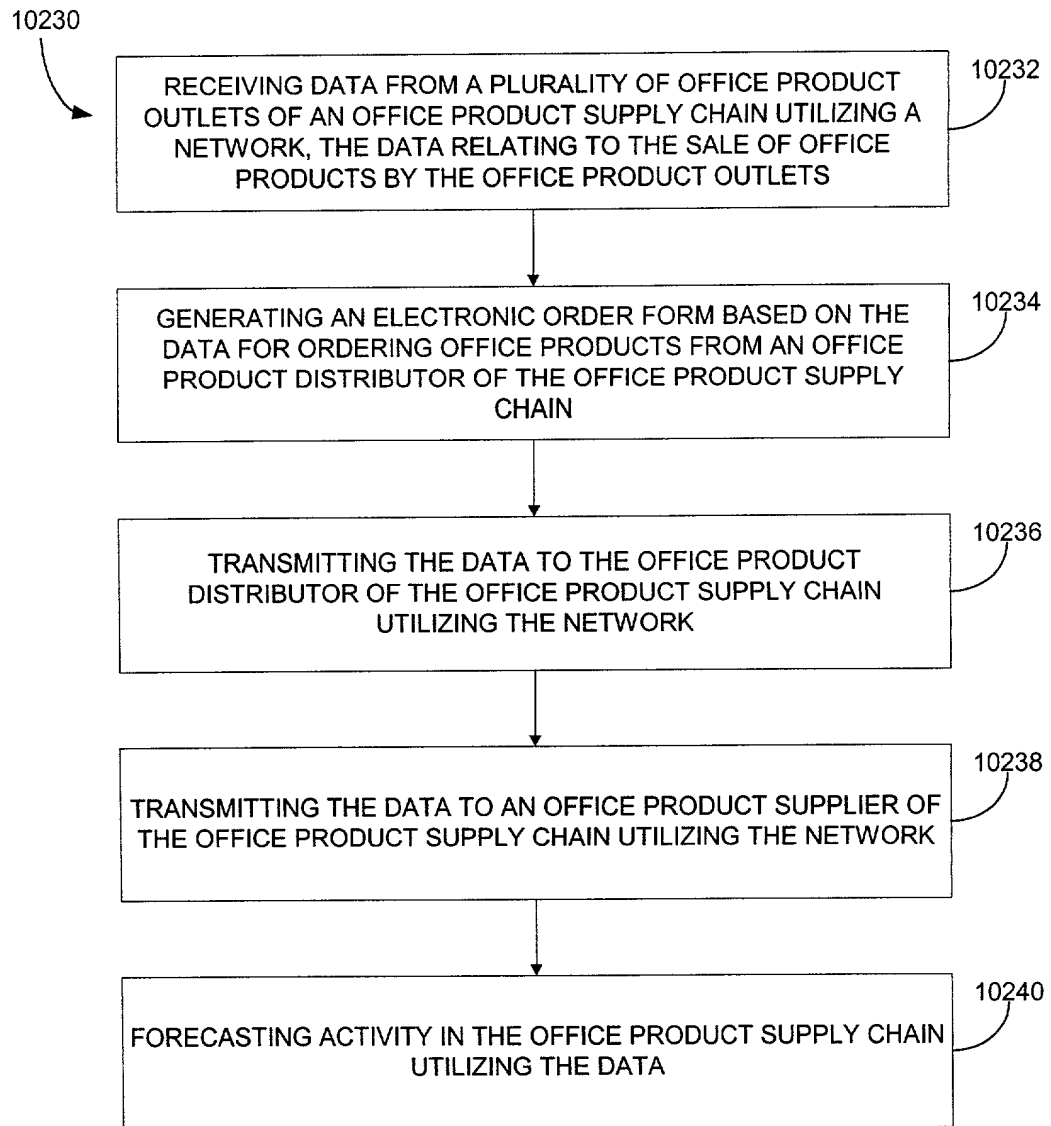 10230
RECEIVING DATA FROM A PLURALITY OF OFFICE PRODUCT
OUTLETS OF AN OFFICE PRODUCT SUPPLY CHAIN UTILIZING A
NETWORK, THE DATA RELATING TO THE SALE OF OFFICE
PRODUCTS BY THE OFFICE PRODUCT OUTLETS
10232
GENERATING AN ELECTRONIC ORDER FORM BASED ON THE
DATA FOR ORDERING OFFICE PRODUCTS FROM AN OFFICE
PRODUCT DISTRIBUTOR OF THE OFFICE PRODUCT SUPPLY
CHAIN
10234
TRANSMITTING THE DATA TO THE OFFICE PRODUCT
DISTRIBUTOR OF THE OFFICE PRODUCT SUPPLY CHAIN
UTILIZING THE NETWORK
10236
TRANSMITTING THE DATA TO AN OFFICE PRODUCT SUPPLIER OF
THE OFFICE PRODUCT SUPPLY CHAIN UTILIZING THE NETWORK
10238
FORECASTING ACTIVITY IN THE OFFICE PRODUCT SUPPLY CHAIN
UTILIZING THE DATA
10240